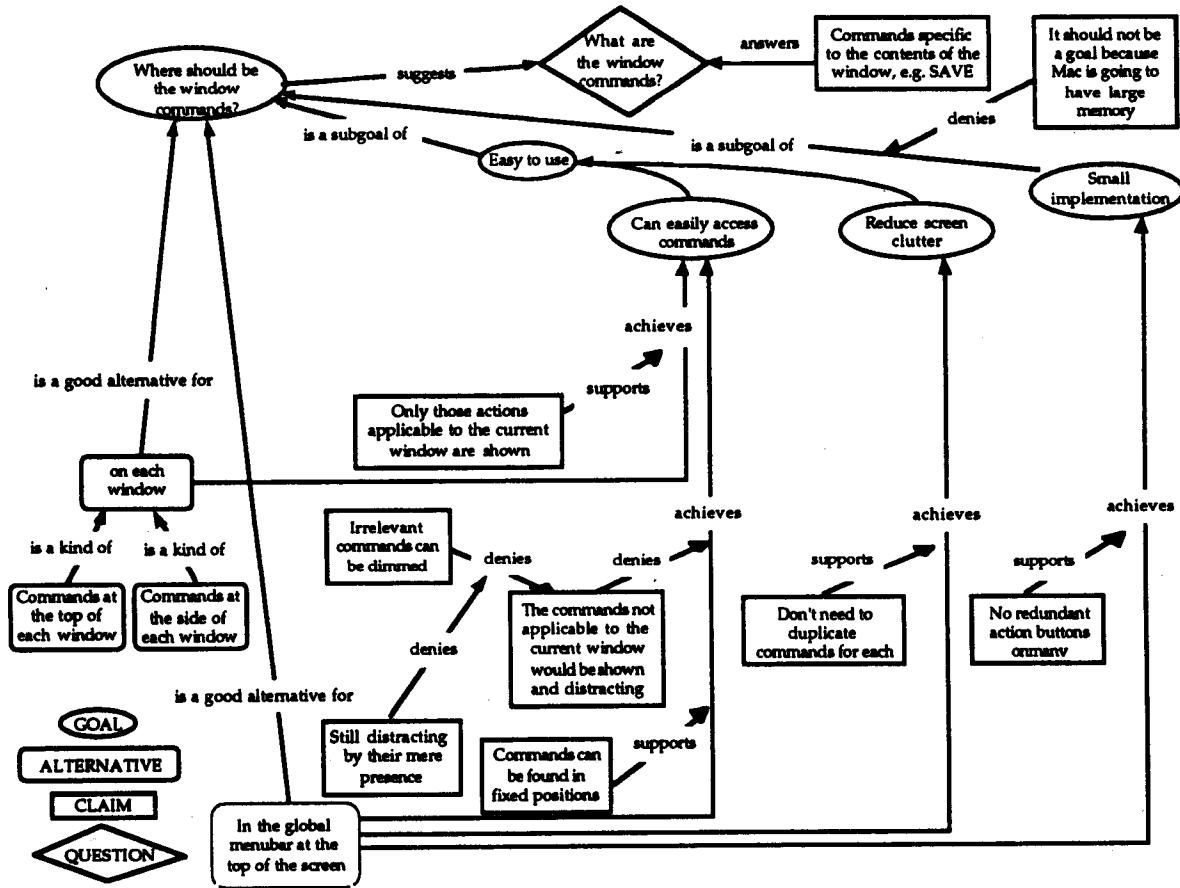 Where should be
the window
commands?
suggests
What are
the window
commands?
answers
Commands specific
to the contents of the
window, e.g. SAVE
It should not be
a goal because
Mac is going to
have large
memory
denies
is a subgoal of
is a subgoal of
Easy to use
Small
implementation
Can easily access
commands
Reduce screen
clutter
achieves
supports
is a good alternative for
Only those actions
applicable to the current
window are shown
on each
window
is a kind of
is a kind of
Commands at
the top of
each window
Commands at
the side of
each window
Irrelevant
commands can
be dimmed
denies
denies
achieves
achieves
achieves
supports
supports
The commands not
applicable to the
current window
would be shown
and distracting
Don't need to
duplicate
commands for each
No redundant
action buttons
onmany
denies
is a good alternative for
Still distracting
by their mere
presence
Commands can
be found in
fixed positions
supports
GOAL
ALTERNATIVE
CLAIM
QUESTION
In the global
menubar at the
top of the screen